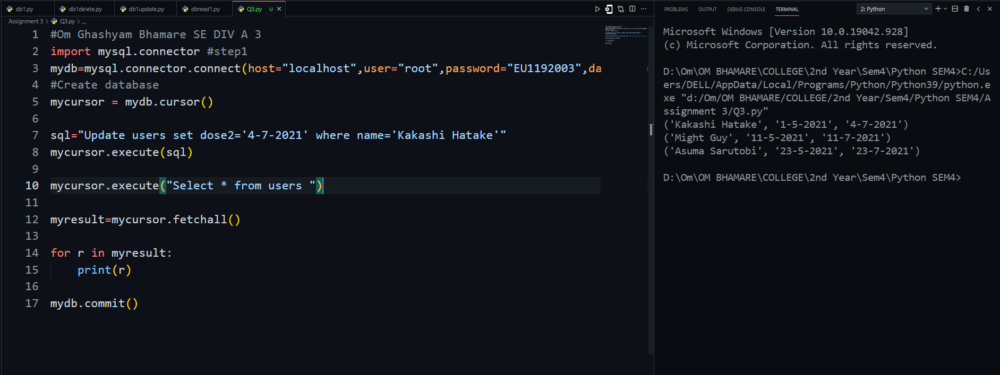 db1.py db1delete.py db1update.py dbread1.py Q3.py U
Assignment 3 > Q3.py > ...
1 #Om Ghashyam Bhamare SE DIV A 3
2 import mysql.connector #step1
3 mydb=mysql.connector.connect(host="localhost",user="root",password="EU1192003",da
4 #Create database
5 mycursor = mydb.cursor()
6
7 sql="Update users set dose2='4-7-2021' where name='Kakashi Hatake'"
8 mycursor.execute(sql)
9
10 mycursor.execute("Select * from users ")
11
12 myresult=mycursor.fetchall()
13
14 for r in myresult:
15 print(r)
16
17 mydb.commit()
PROBLEMS OUTPUT DEBUG CONSOLE TERMINAL 2: Python
Microsoft Windows [Version 10.0.19042.928]
(c) Microsoft Corporation. All rights reserved.
D:\Om\OM BHAMARE\COLLEGE\2nd Year\Sem4\Python SEM4>C:/Us
ers/DELL/AppData/Local/Programs/Python/Python39/python.e
xe "d:/Om/OM BHAMARE/COLLEGE/2nd Year/Sem4/Python SEM4/A
ssignment 3/Q3.py"
('Kakashi Hatake', '1-5-2021', '4-7-2021')
('Might Guy', '11-5-2021', '11-7-2021')
('Asuma Sarutobi', '23-5-2021', '23-7-2021')
D:\Om\OM BHAMARE\COLLEGE\2nd Year\Sem4\Python SEM4>